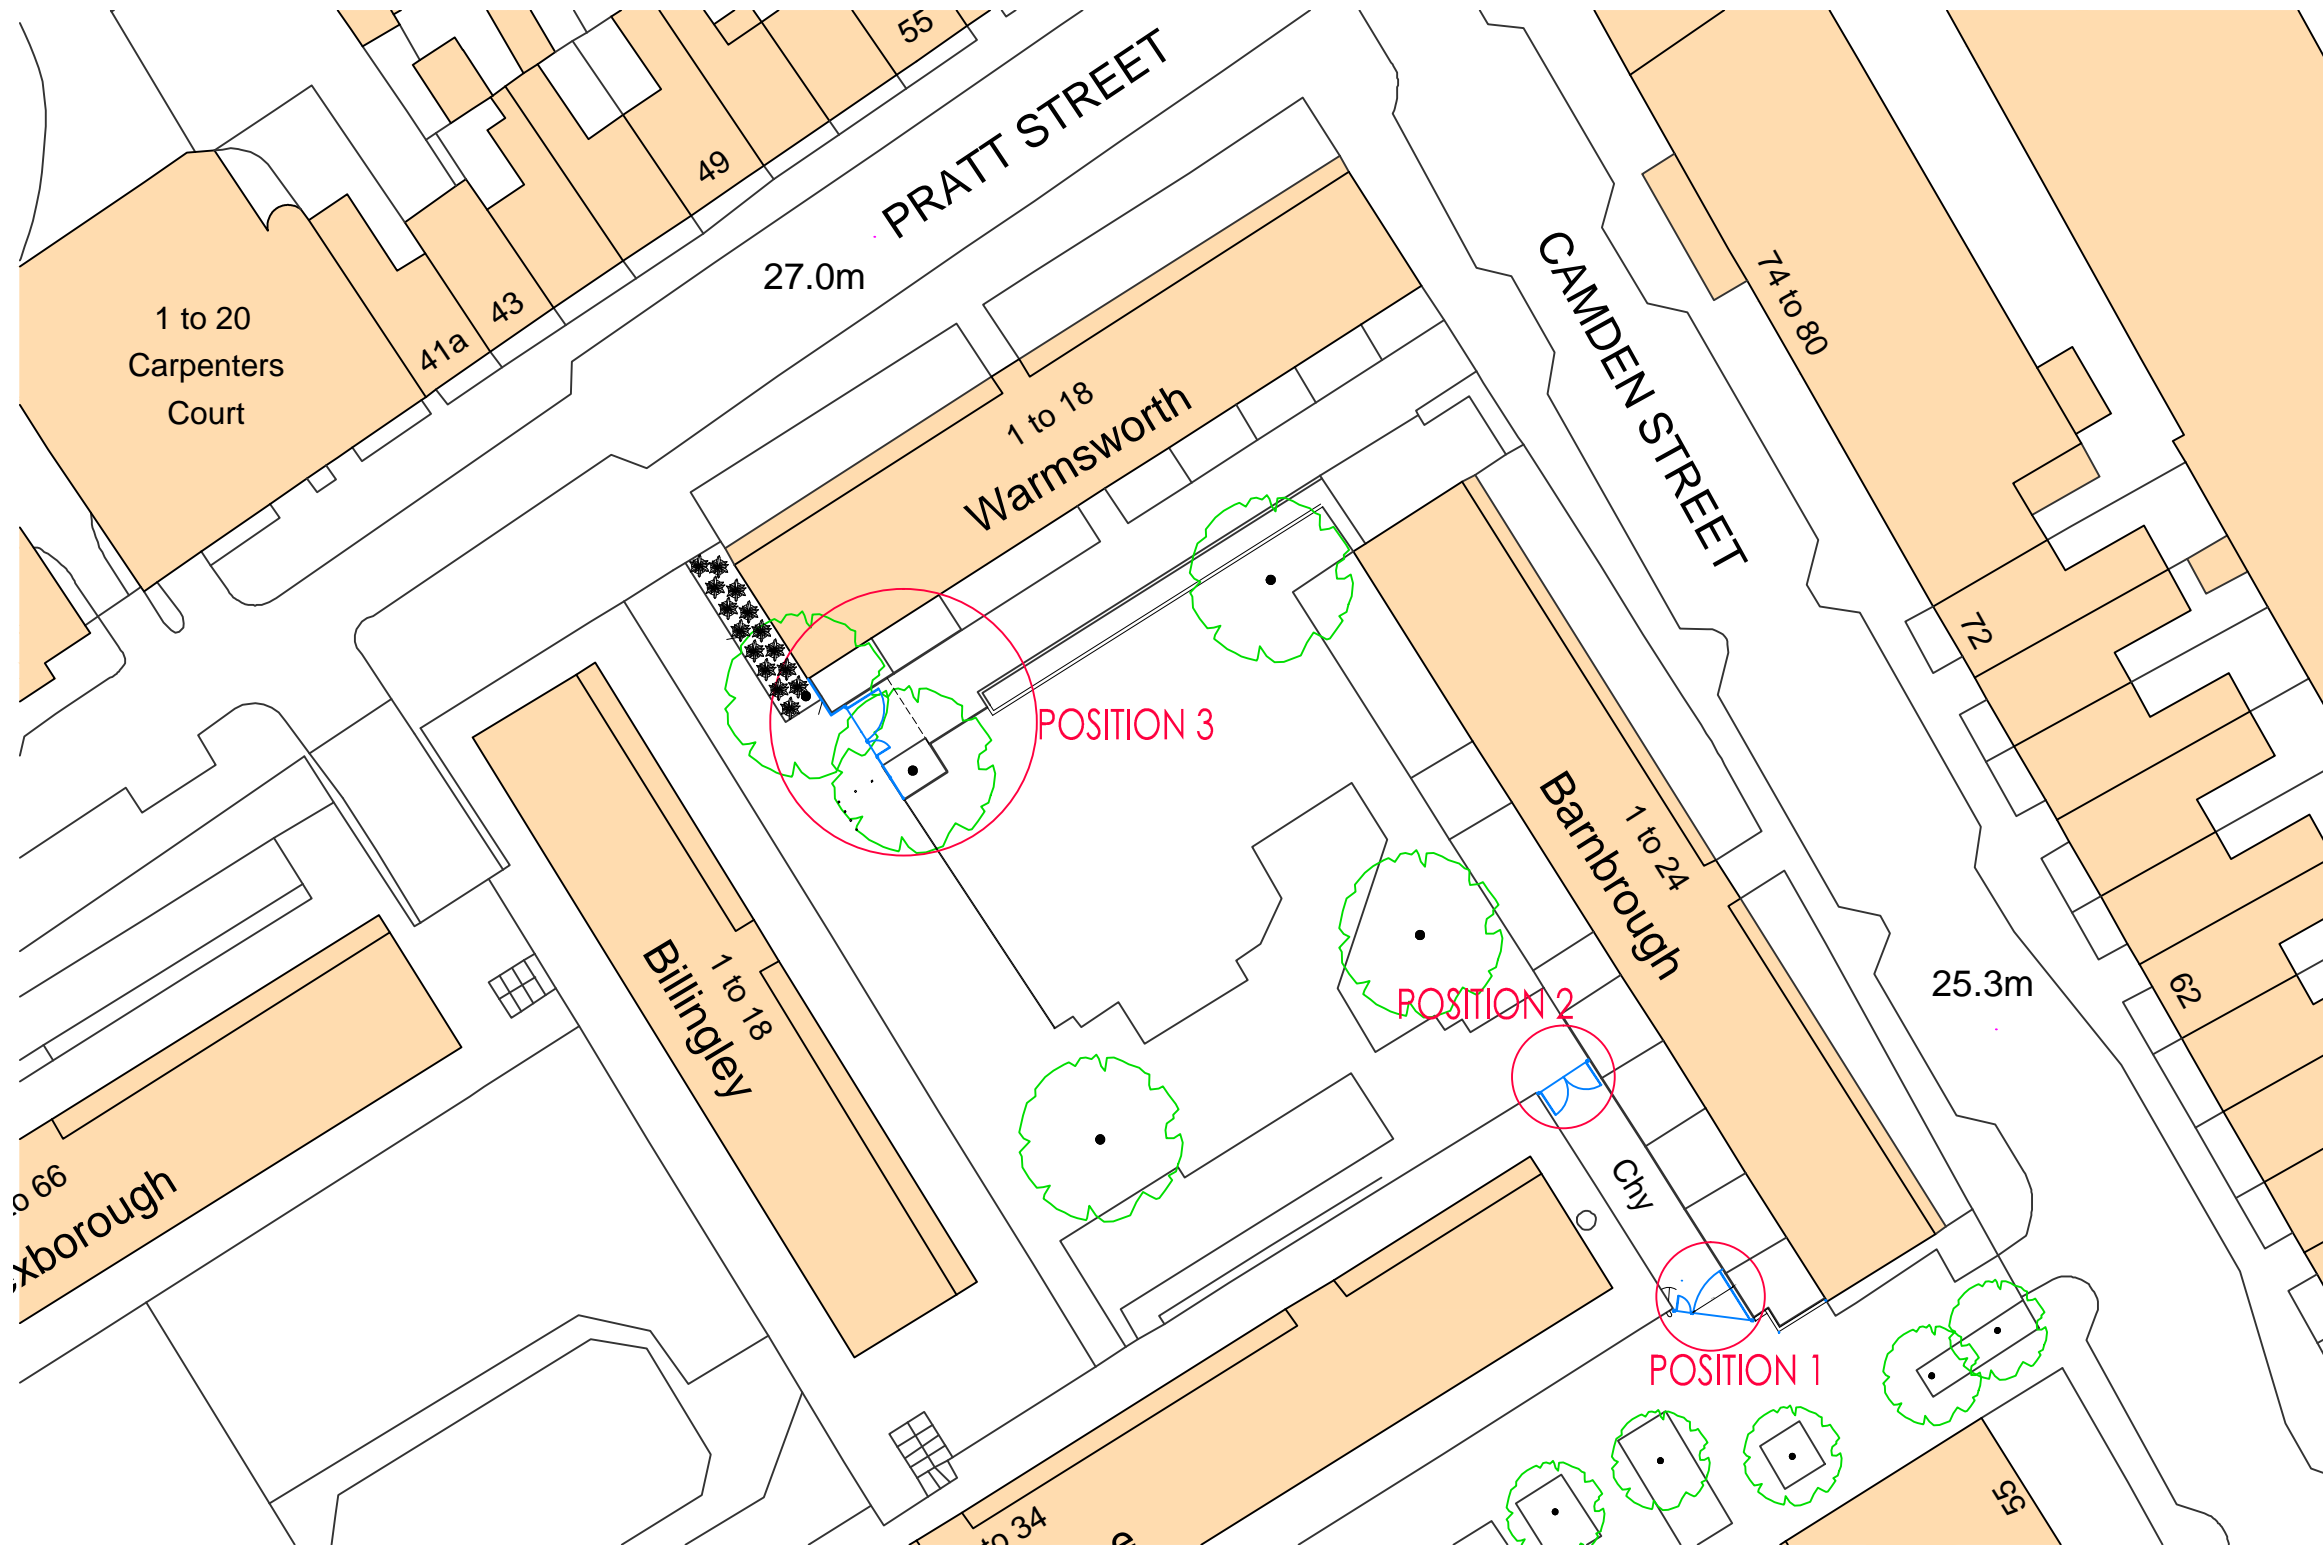 55
PRATT STREET
49
27.0m
CAMDEN STREET
74 to 80
1 to 20
Carpenters
Court
43
41a
1 to 18
Warmsworth
72
POSITION 3
1 to 24
Barnbrough
1 to 18
Billingley
25.3m
62
POSITION 2
Chy
POSITION 1
to 34
55